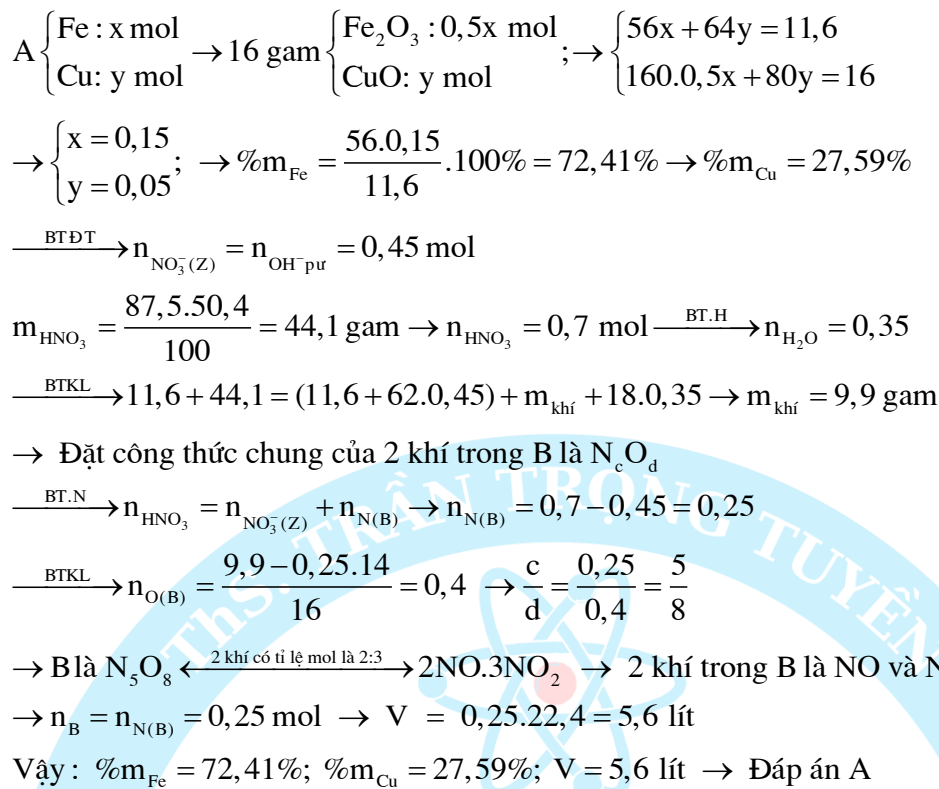 A { Fe : x mol / Cu: y mol → 16 gam { Fe₂O₃ : 0,5x mol / CuO: y mol ; → { 56x + 64y = 11,6 / 160.0,5x + 80y = 16
→ { x = 0,15 / y = 0,05 ; → %m_Fe = (56.0,15)/(11,6) .100% = 72,41% → %m_Cu = 27,59%
—BTĐT→ n_NO₃⁻(Z) = n_OH⁻pư = 0,45 mol
m_HNO₃ = (87,5.50,4)/100 = 44,1 gam → n_HNO₃ = 0,7 mol —BT.H→ n_H₂O = 0,35
—BTKL→ 11,6 + 44,1 = (11,6 + 62.0,45) + m_khí + 18.0,35 → m_khí = 9,9 gam
→ Đặt công thức chung của 2 khí trong B là N_cO_d
—BT.N→ n_HNO₃ = n_NO₃⁻(Z) + n_N(B) → n_N(B) = 0,7 − 0,45 = 0,25
—BTKL→ n_O(B) = (9,9 − 0,25.14)/16 = 0,4 → c/d = 0,25/0,4 = 5/8
→ B là N₅O₈ ←2 khí có tỉ lệ mol là 2:3→ 2NO.3NO₂ → 2 khí trong B là NO và N
→ n_B = n_N(B) = 0,25 mol → V = 0,25.22,4 = 5,6 lít
Vậy : %m_Fe = 72,41%; %m_Cu = 27,59%; V = 5,6 lít → Đáp án A
ThS. TRẦN TRỌNG TUYÊN